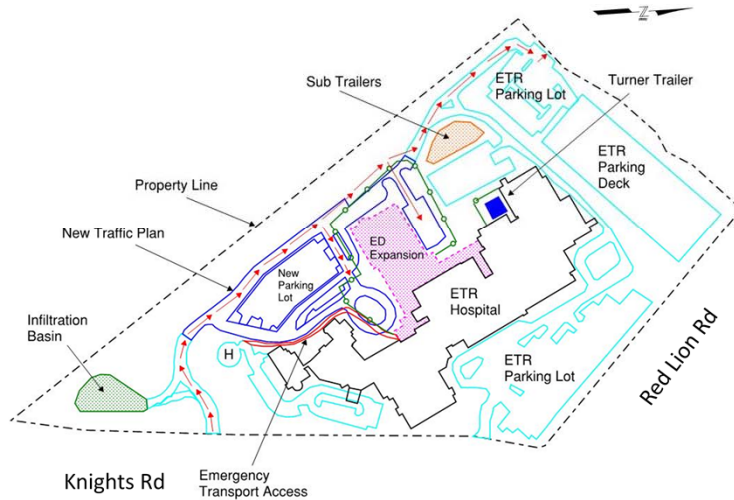 N
ETR
Parking Lot
Turner Trailer
Sub Trailers
ETR
Parking
Deck
Property Line
New Traffic Plan
ED
Expansion
New
Parking
Lot
ETR
Hospital
Infiltration
Basin
H
ETR
Parking Lot
Red Lion Rd
Knights Rd
Emergency
Transport Access